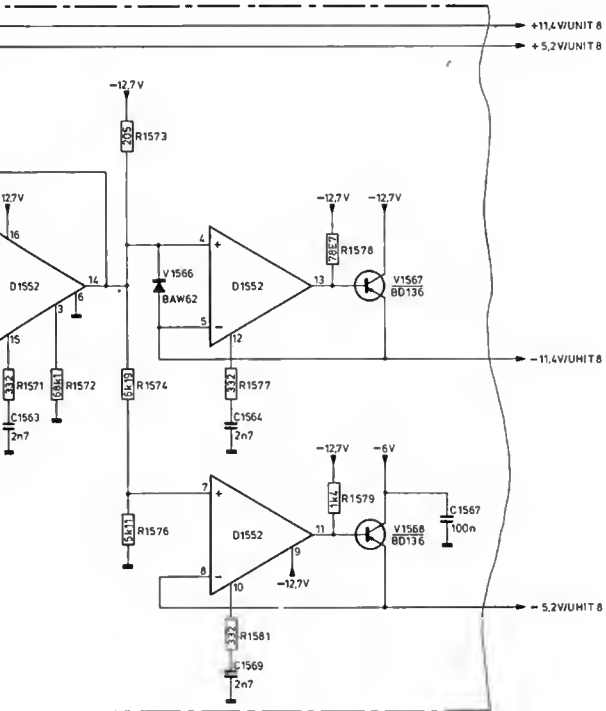 +11,4V/UNIT 8
+5,2V/UNIT 8
-12,7V
205
R1573
12,7V
-12,7V
-12,7V
16
4
+
78E7
R1578
V1566
BAW62
D1552
14
6
D1552
13
V1567
BD136
3
5
-
15
12
-11,4V/UHIT 8
332
R1571
68k1
R1572
6k19
R1574
332
R1577
C1563
2n7
C1564
2n7
-12,7V
-6V
7
+
1k4
R1579
C1567
100n
5k11
R1576
D1552
11
V1568
BD136
9
8
-
-12,7V
10
- 5,2V/UHIT 8
332
R1581
C1569
2n7